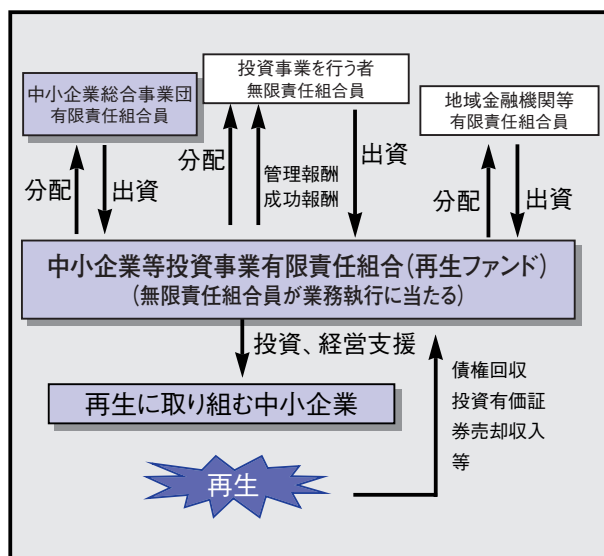 投資事業を行う者
無限責任組合員
中小企業総合事業団
有限責任組合員
地域金融機関等
有限責任組合員
分配
出資
分配
管理報酬
成功報酬
出資
分配
出資
中小企業等投資事業有限責任組合(再生ファンド)
(無限責任組合員が業務執行に当たる)
投資、経営支援
再生に取り組む中小企業
債権回収
投資有価証
券売却収入
等
再生